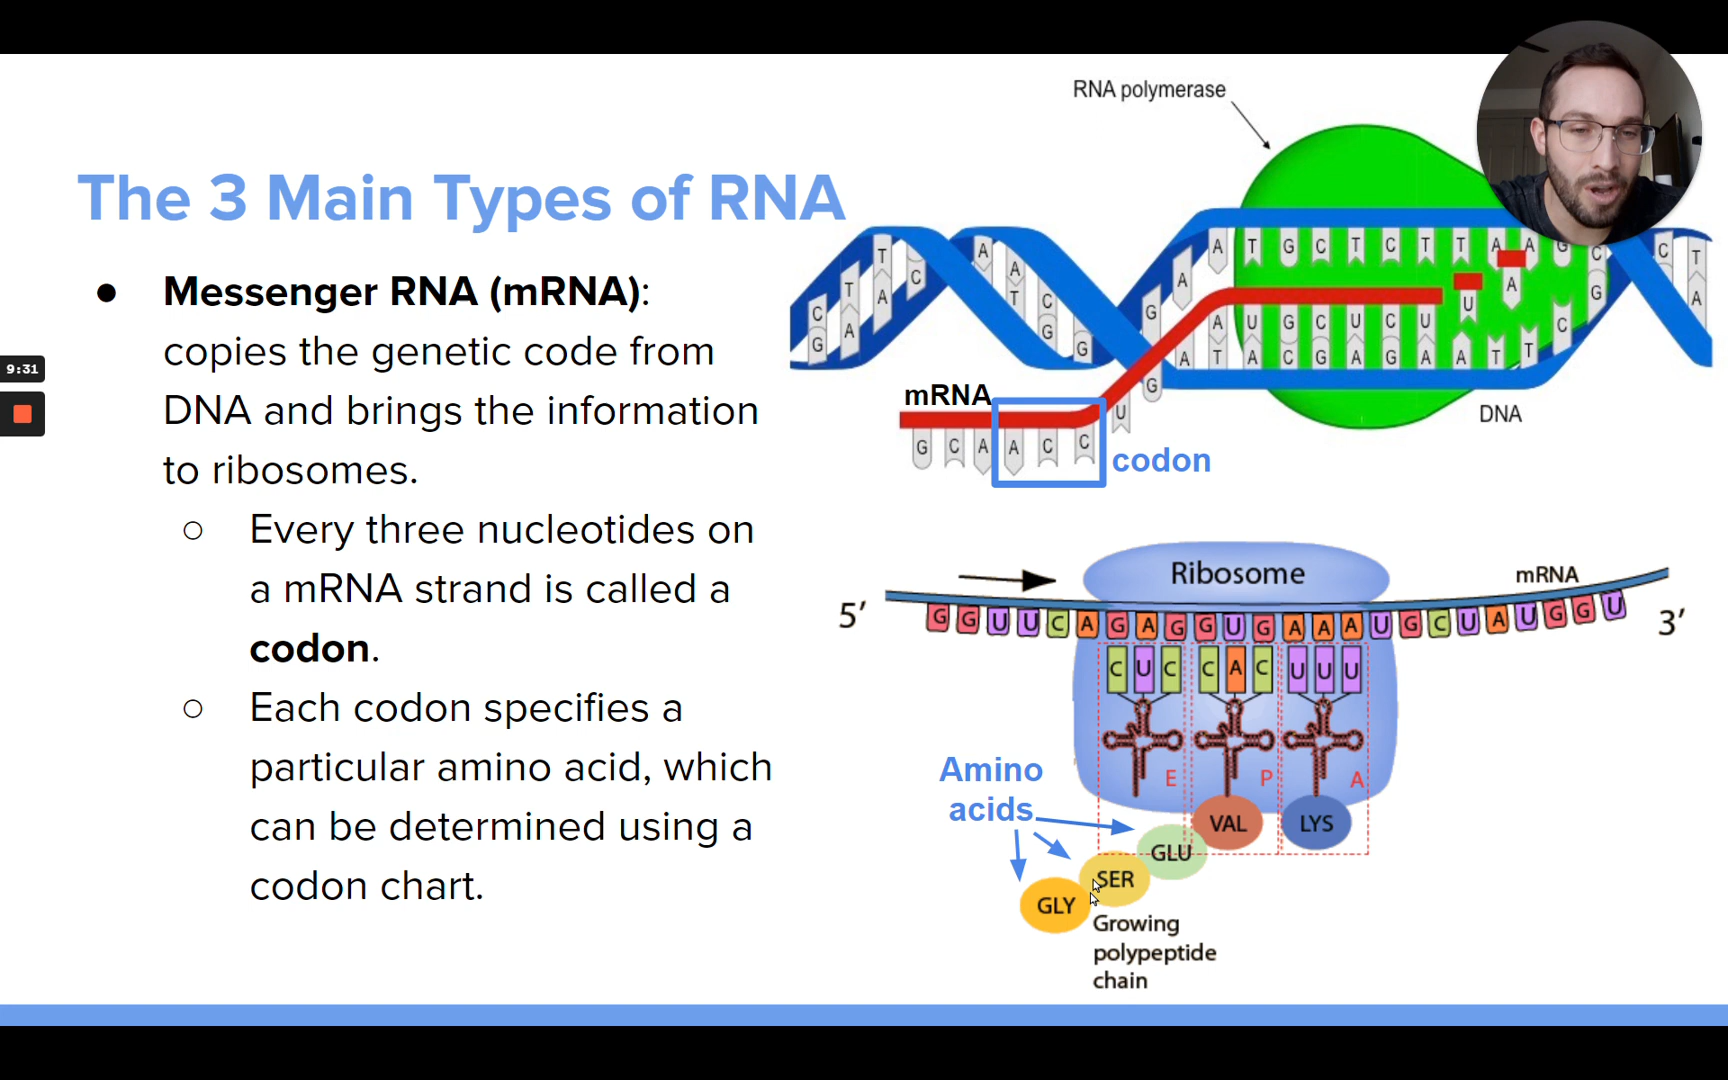 RNA polymerase
The 3 Main Types of RNA
● Messenger RNA (mRNA):
copies the genetic code from
DNA and brings the information
to ribosomes.
○ Every three nucleotides on
a mRNA strand is called a
codon.
○ Each codon specifies a
particular amino acid, which
can be determined using a
codon chart.
9:31
A T G C T C T T A A G C
C T
T C
T A
C A
G
A
A T
C G
G
G A
U
A
A U G C U C U
C
G
T A
A T A C G A G A A T T C
G
mRNA
DNA
G C A A C C U
codon
Ribosome
mRNA
5′
G G U U C A G A G G U G A A A U G C U A U G G U
3′
C U C C A C U U U
E P A
Amino
acids
VAL LYS
GLU
SER
GLY
Growing
polypeptide
chain